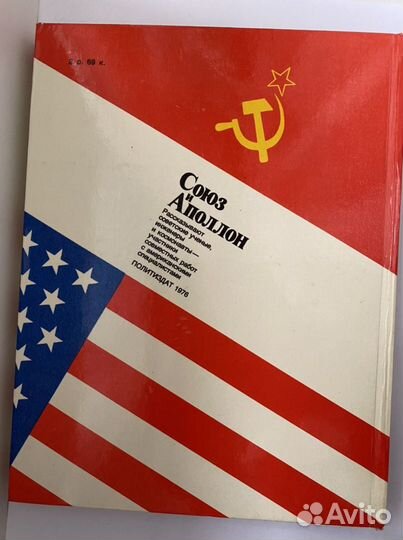 р. 69 к.
Союз
и
Аполлон
Рассказывают
советские ученые,
инженеры
и космонавты —
участники
совместных работ
с американскими
специалистами
ПОЛИТИЗДАТ 1976
Avito